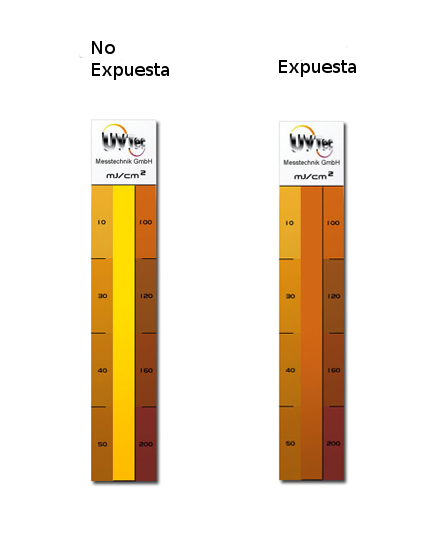 No
Expuesta
Expuesta
UVTec
Messtechnik GmbH
mJ/cm²
10 100
30 120
40 160
50 200
UVTec
Messtechnik GmbH
mJ/cm²
10 100
30 120
40 160
50 200